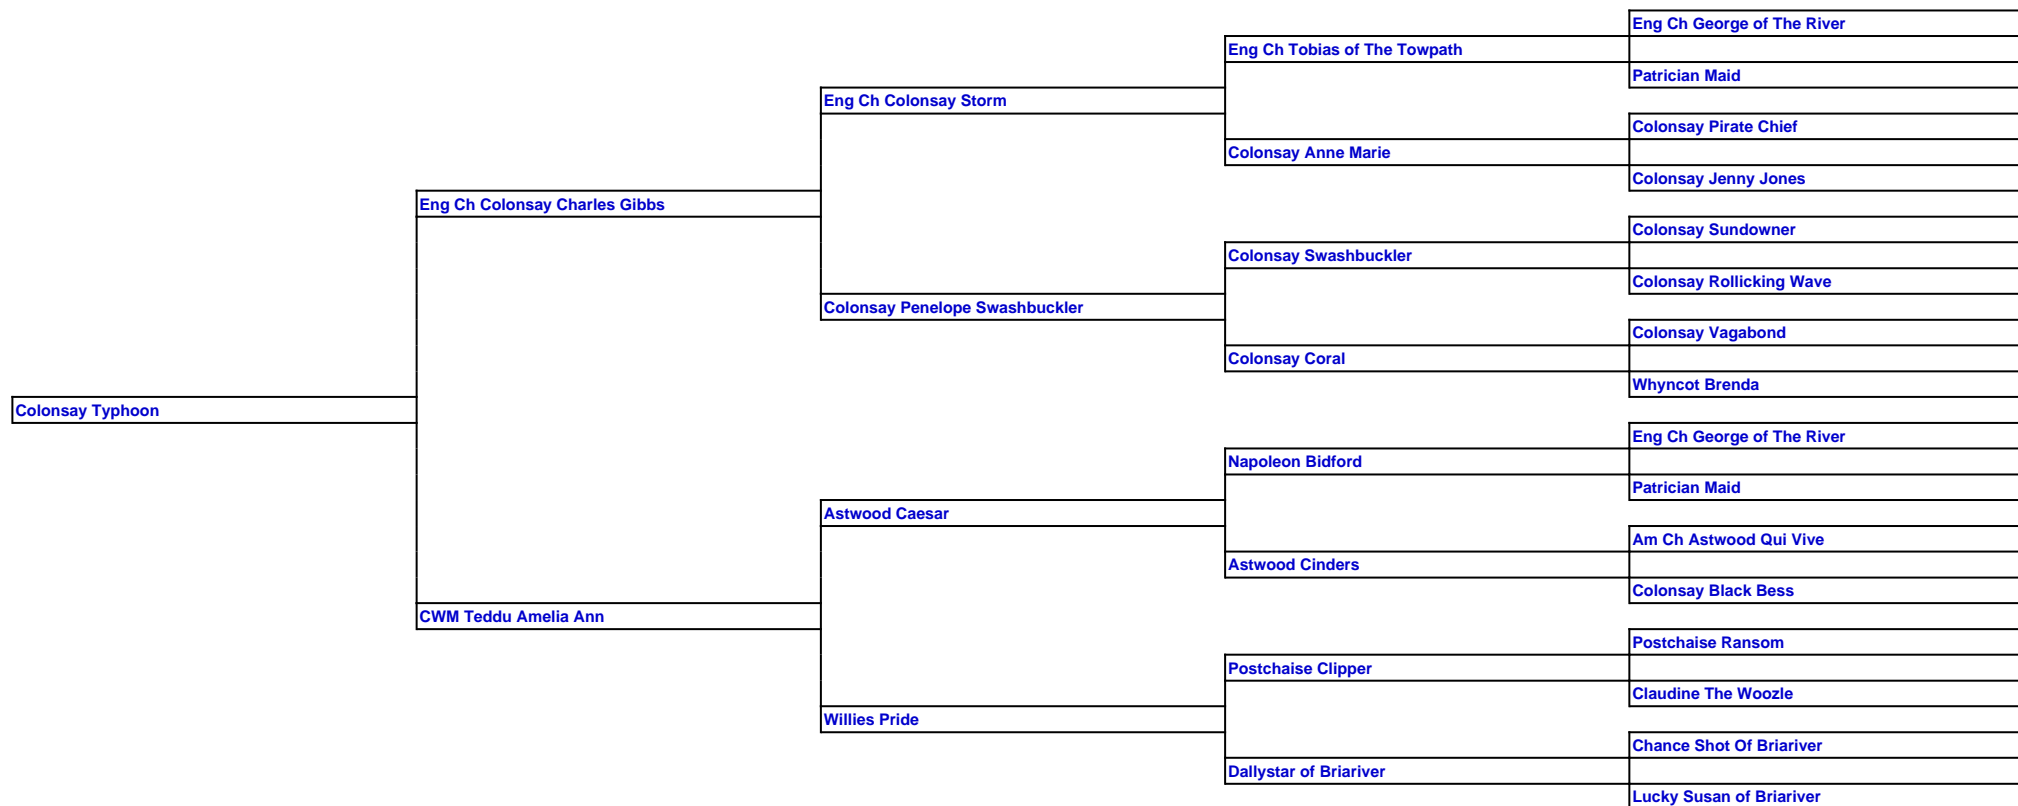 Eng Ch George of The River
Eng Ch Tobias of The Towpath
Patrician Maid
Eng Ch Colonsay Storm
Colonsay Pirate Chief
Colonsay Anne Marie
Colonsay Jenny Jones
Eng Ch Colonsay Charles Gibbs
Colonsay Sundowner
Colonsay Swashbuckler
Colonsay Rollicking Wave
Colonsay Penelope Swashbuckler
Colonsay Vagabond
Colonsay Coral
Whyncot Brenda
Colonsay Typhoon
Eng Ch George of The River
Napoleon Bidford
Patrician Maid
Astwood Caesar
Am Ch Astwood Qui Vive
Astwood Cinders
Colonsay Black Bess
CWM Teddu Amelia Ann
Postchaise Ransom
Postchaise Clipper
Claudine The Woozle
Willies Pride
Chance Shot Of Briariver
Dallystar of Briariver
Lucky Susan of Briariver